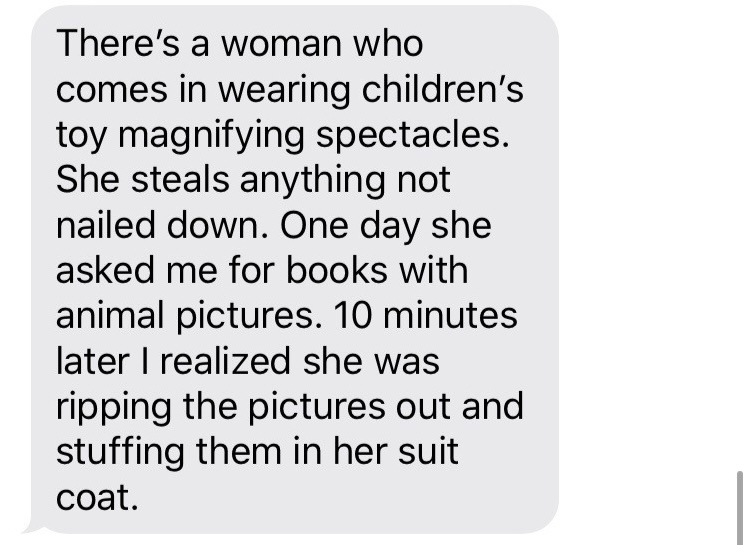 There’s a woman who
comes in wearing children’s
toy magnifying spectacles.
She steals anything not
nailed down. One day she
asked me for books with
animal pictures. 10 minutes
later I realized she was
ripping the pictures out and
stuffing them in her suit
coat.